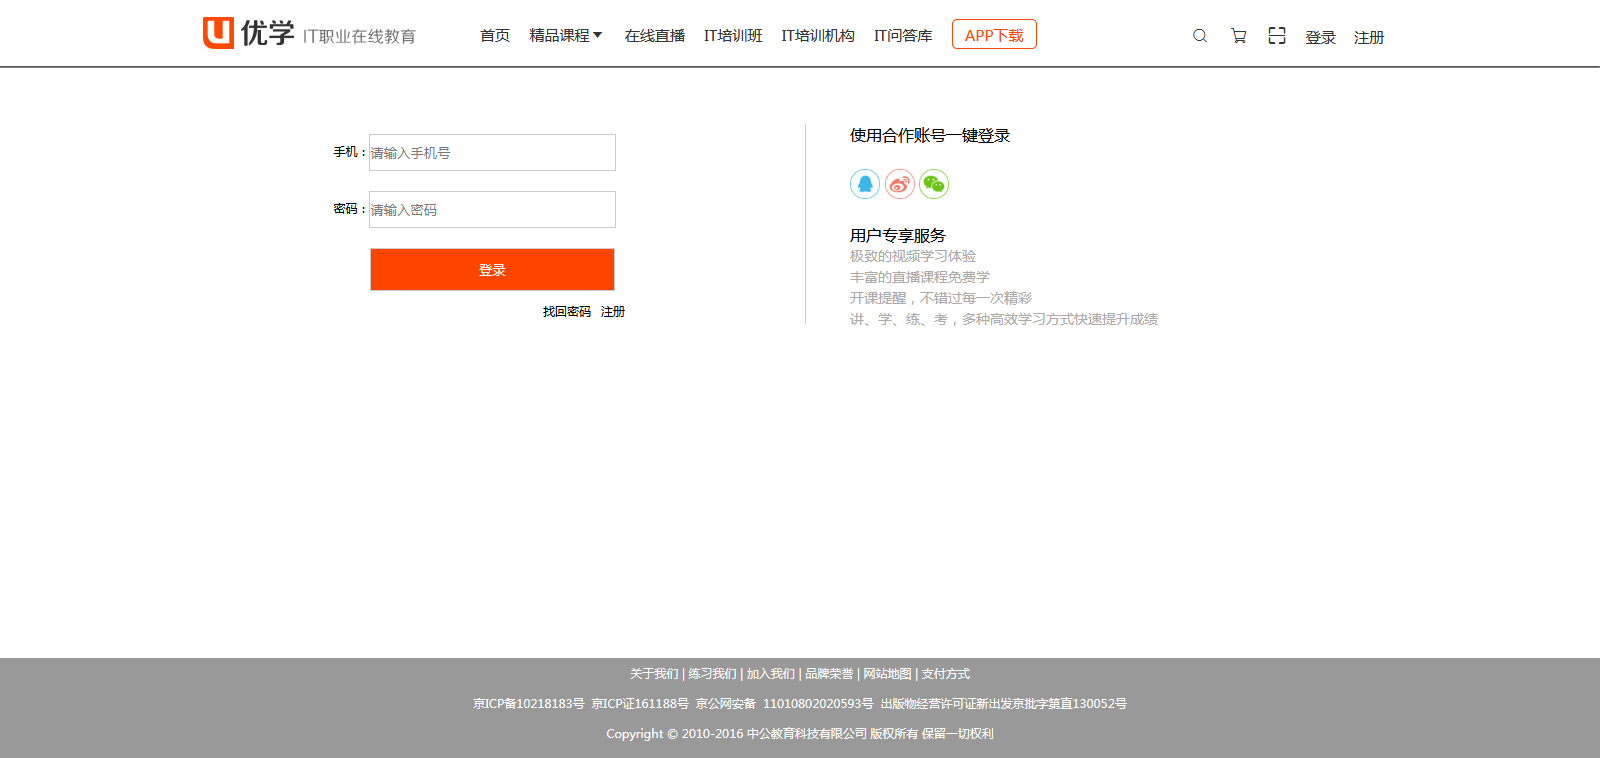 优学 IT职业在线教育 首页 精品课程 在线直播 IT培训班 IT培训机构 IT问答库 APP下载 登录 注册
手机：请输入手机号
密码：请输入密码
登录
找回密码 注册
使用合作账号一键登录
用户专享服务
极致的视频学习体验
丰富的直播课程免费学
开课提醒，不错过每一次精彩
讲、学、练、考，多种高效学习方式快速提升成绩
关于我们 | 练习我们 | 加入我们 | 品牌荣誉 | 网站地图 | 支付方式
京ICP备10218183号 京ICP证161188号 京公网安备 11010802020593号 出版物经营许可证新出发京批字第直130052号
Copyright © 2010-2016 中公教育科技有限公司 版权所有 保留一切权利